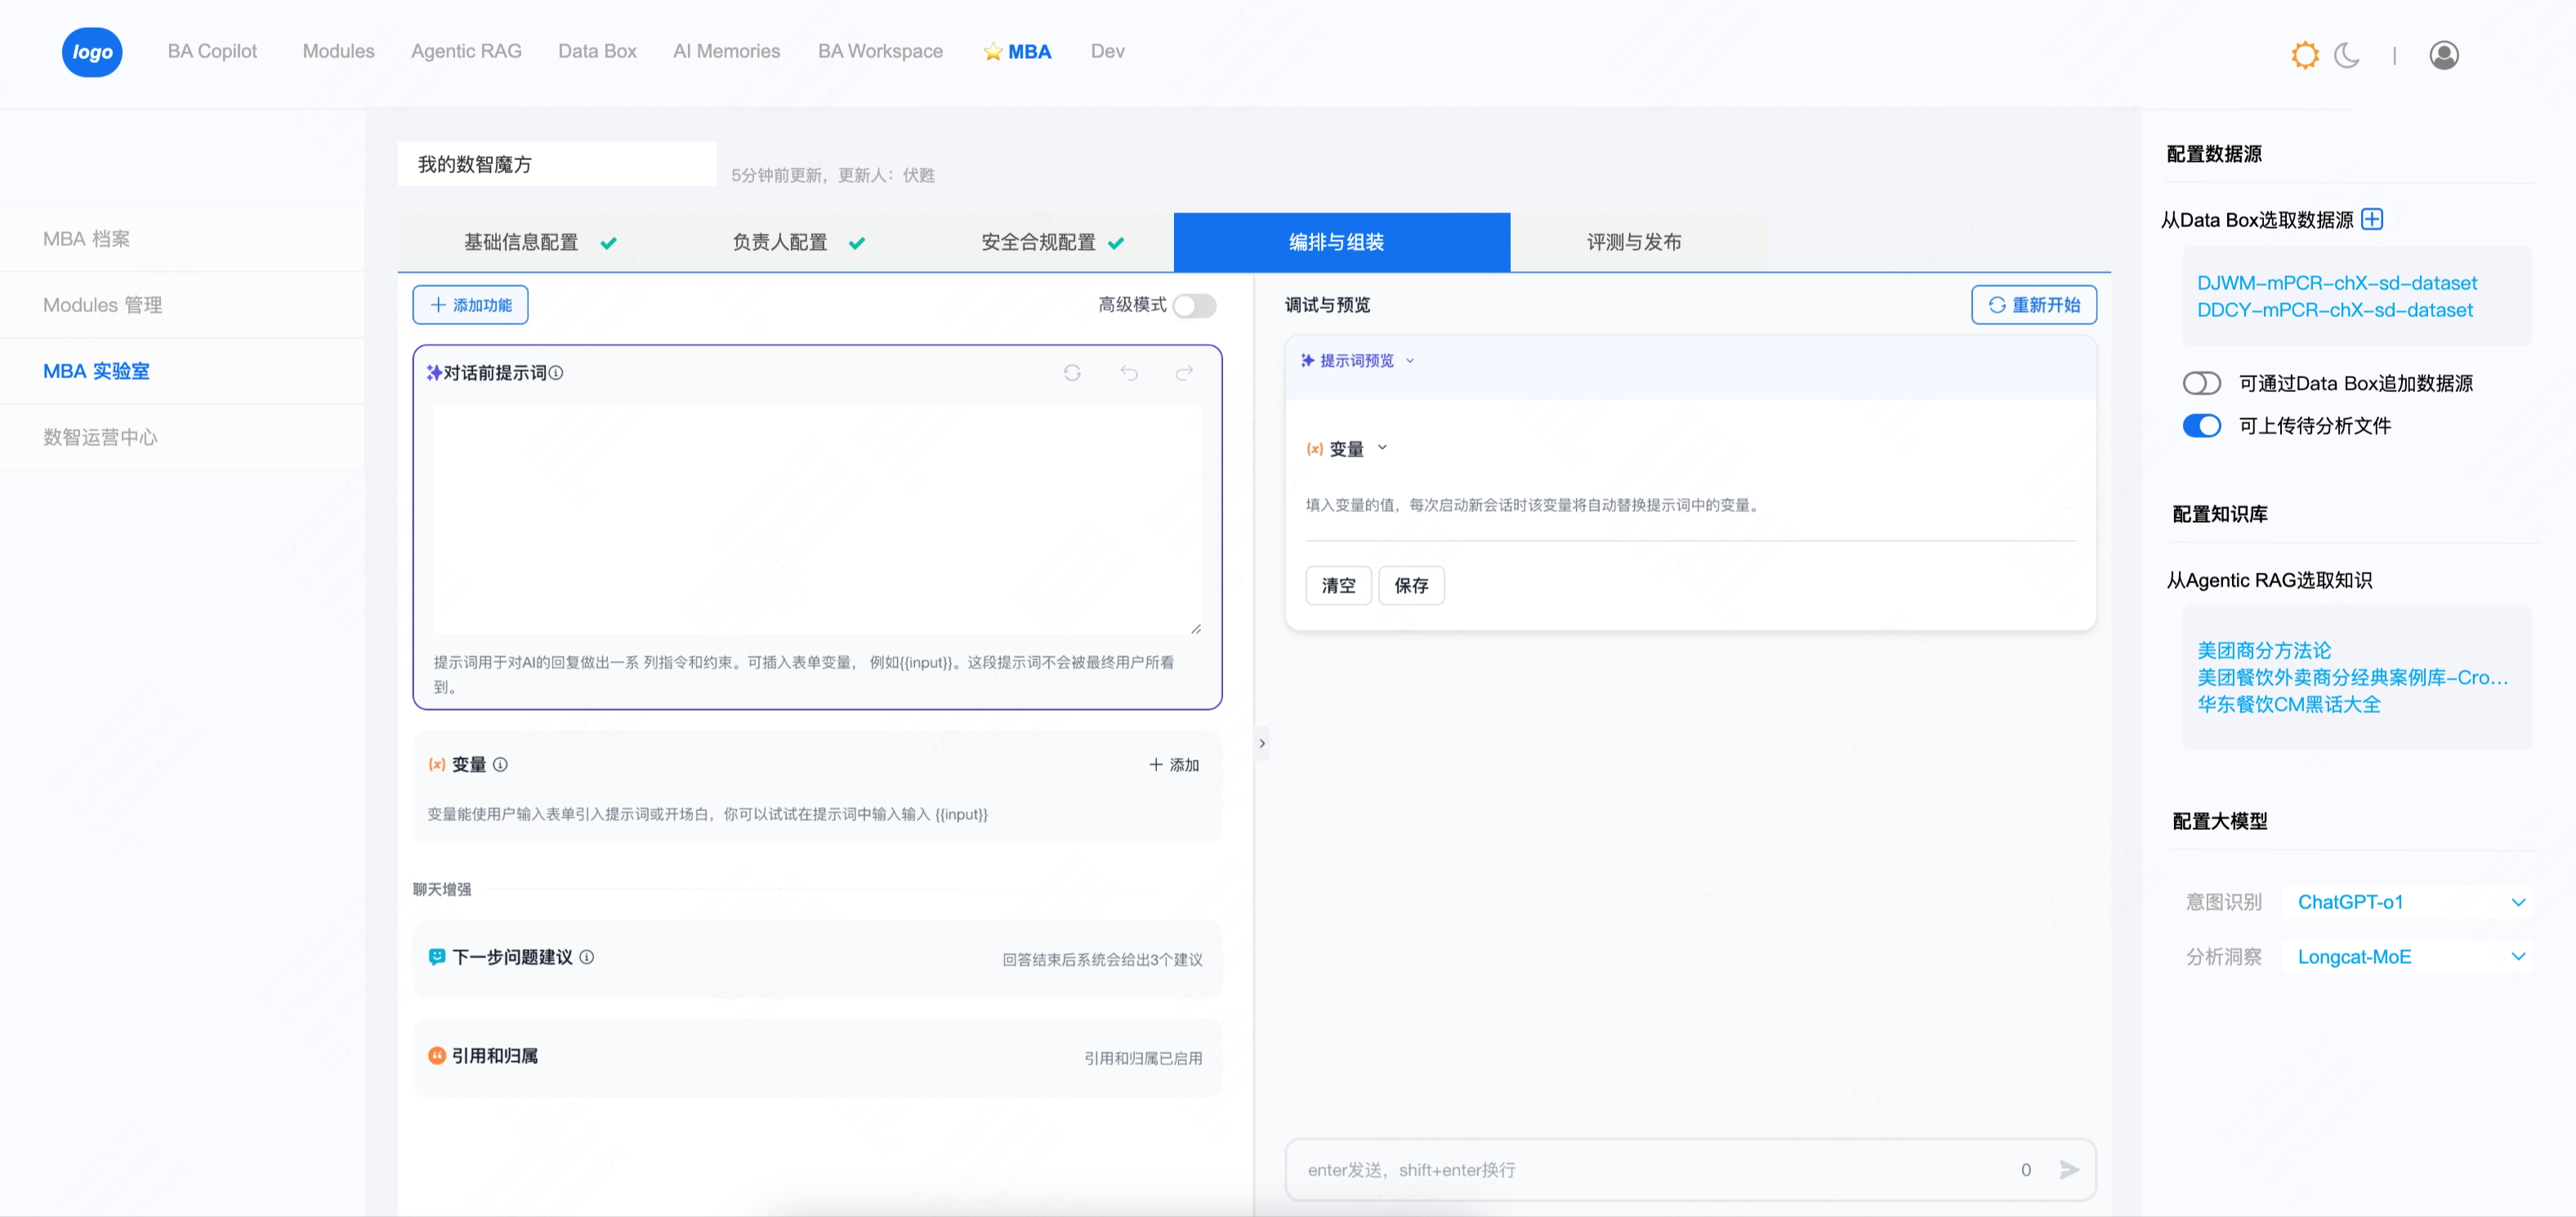 logo
BA Copilot
Modules
Agentic RAG
Data Box
AI Memories
BA Workspace
MBA
Dev
MBA 档案
Modules 管理
MBA 实验室
数智运营中心
我的数智魔方
5分钟前更新，更新人：伏甦
基础信息配置
负责人配置
安全合规配置
编排与组装
评测与发布
添加功能
高级模式
对话前提示词
提示词用于对AI的回复做出一系 列指令和约束。可插入表单变量， 例如{{input}}。这段提示词不会被最终用户所看
到。
(x) 变量
添加
变量能使用户输入表单引入提示词或开场白，你可以试试在提示词中输入输入 {{input}}
聊天增强
下一步问题建议
回答结束后系统会给出3个建议
引用和归属
引用和归属已启用
调试与预览
重新开始
提示词预览
(x) 变量
填入变量的值，每次启动新会话时该变量将自动替换提示词中的变量。
清空
保存
enter发送，shift+enter换行
0
配置数据源
从Data Box选取数据源
DJWM-mPCR-chX-sd-dataset
DDCY-mPCR-chX-sd-dataset
可通过Data Box追加数据源
可上传待分析文件
配置知识库
从Agentic RAG选取知识
美团商分方法论
美团餐饮外卖商分经典案例库-Cro...
华东餐饮CM黑话大全
配置大模型
意图识别
ChatGPT-o1
分析洞察
Longcat-MoE